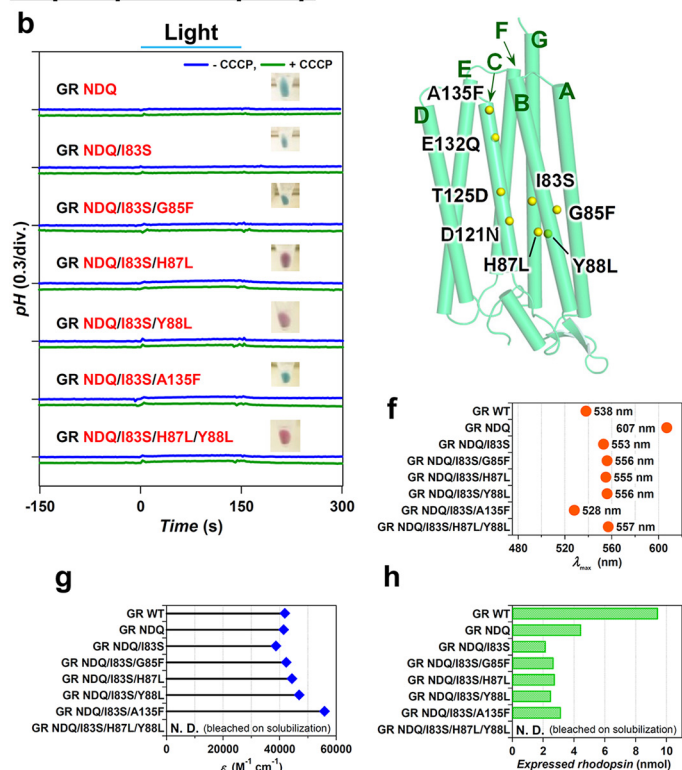 b
Light
- CCCP, + CCCP
GR NDQ
GR NDQ/I83S
GR NDQ/I83S/G85F
GR NDQ/I83S/H87L
GR NDQ/I83S/Y88L
GR NDQ/I83S/A135F
GR NDQ/I83S/H87L/Y88L
pH (0.3/div.)
-150 0 150 300
Time (s)
F
G
C
E
A135F
B
A
D
E132Q
I83S
T125D
G85F
D121N
H87L
Y88L
f
GR WT 538 nm
GR NDQ 607 nm
GR NDQ/I83S 553 nm
GR NDQ/I83S/G85F 556 nm
GR NDQ/I83S/H87L 555 nm
GR NDQ/I83S/Y88L 556 nm
GR NDQ/I83S/A135F 528 nm
GR NDQ/I83S/H87L/Y88L 557 nm
480 520 560 600
λmax (nm)
g
GR WT
GR NDQ
GR NDQ/I83S
GR NDQ/I83S/G85F
GR NDQ/I83S/H87L
GR NDQ/I83S/Y88L
GR NDQ/I83S/A135F
GR NDQ/I83S/H87L/Y88L
N. D. (bleached on solubilization)
0 20000 40000 60000
ε (M⁻¹ cm⁻¹)
h
GR WT
GR NDQ
GR NDQ/I83S
GR NDQ/I83S/G85F
GR NDQ/I83S/H87L
GR NDQ/I83S/Y88L
GR NDQ/I83S/A135F
GR NDQ/I83S/H87L/Y88L
N. D. (bleached on solubilization)
0 2 4 6 8 10
Expressed rhodopsin (nmol)